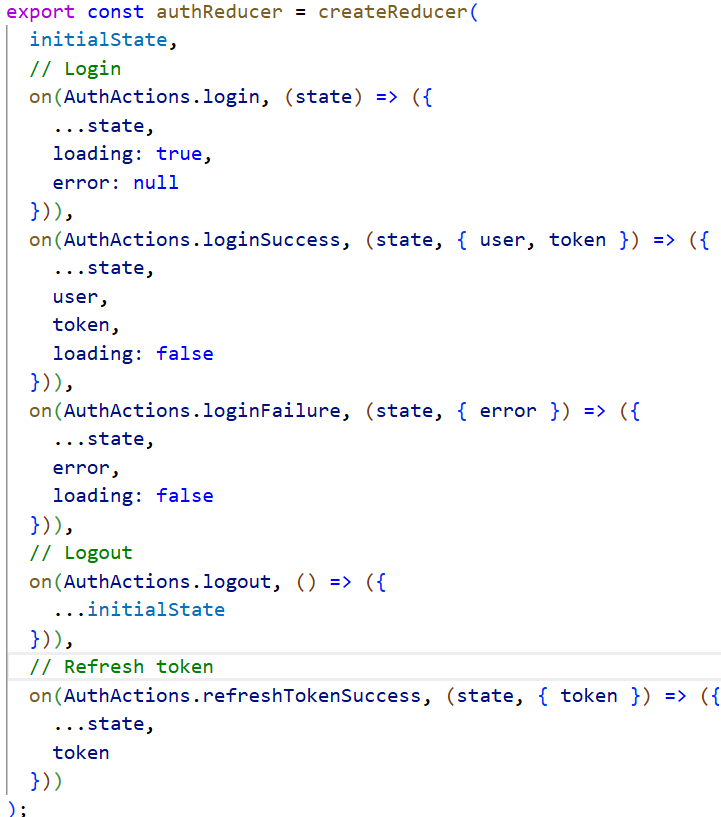 export const authReducer = createReducer(
  initialState,
  // Login
  on(AuthActions.login, (state) => ({
    ...state,
    loading: true,
    error: null
  })),
  on(AuthActions.loginSuccess, (state, { user, token }) => ({
    ...state,
    user,
    token,
    loading: false
  })),
  on(AuthActions.loginFailure, (state, { error }) => ({
    ...state,
    error,
    loading: false
  })),
  // Logout
  on(AuthActions.logout, () => ({
    ...initialState
  })),
  // Refresh token
  on(AuthActions.refreshTokenSuccess, (state, { token }) => ({
    ...state,
    token
  }))
);